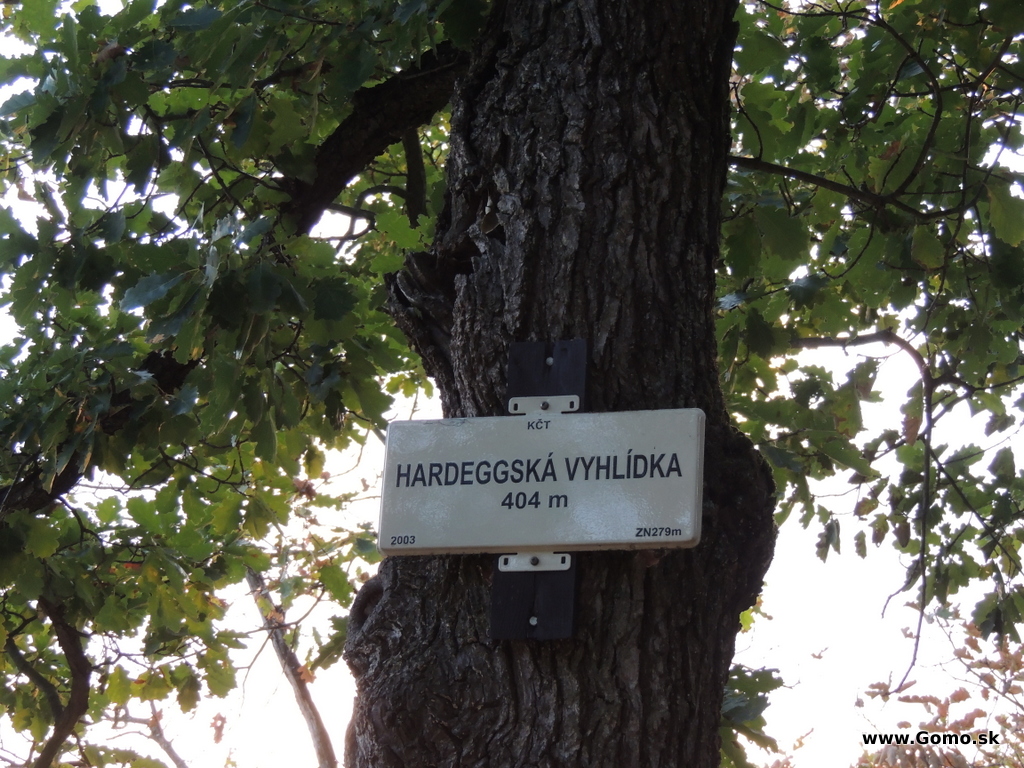 KČT
HARDEGGSKÁ VYHLÍDKA
404 m
2003 ZN279m
www.Gomo.sk